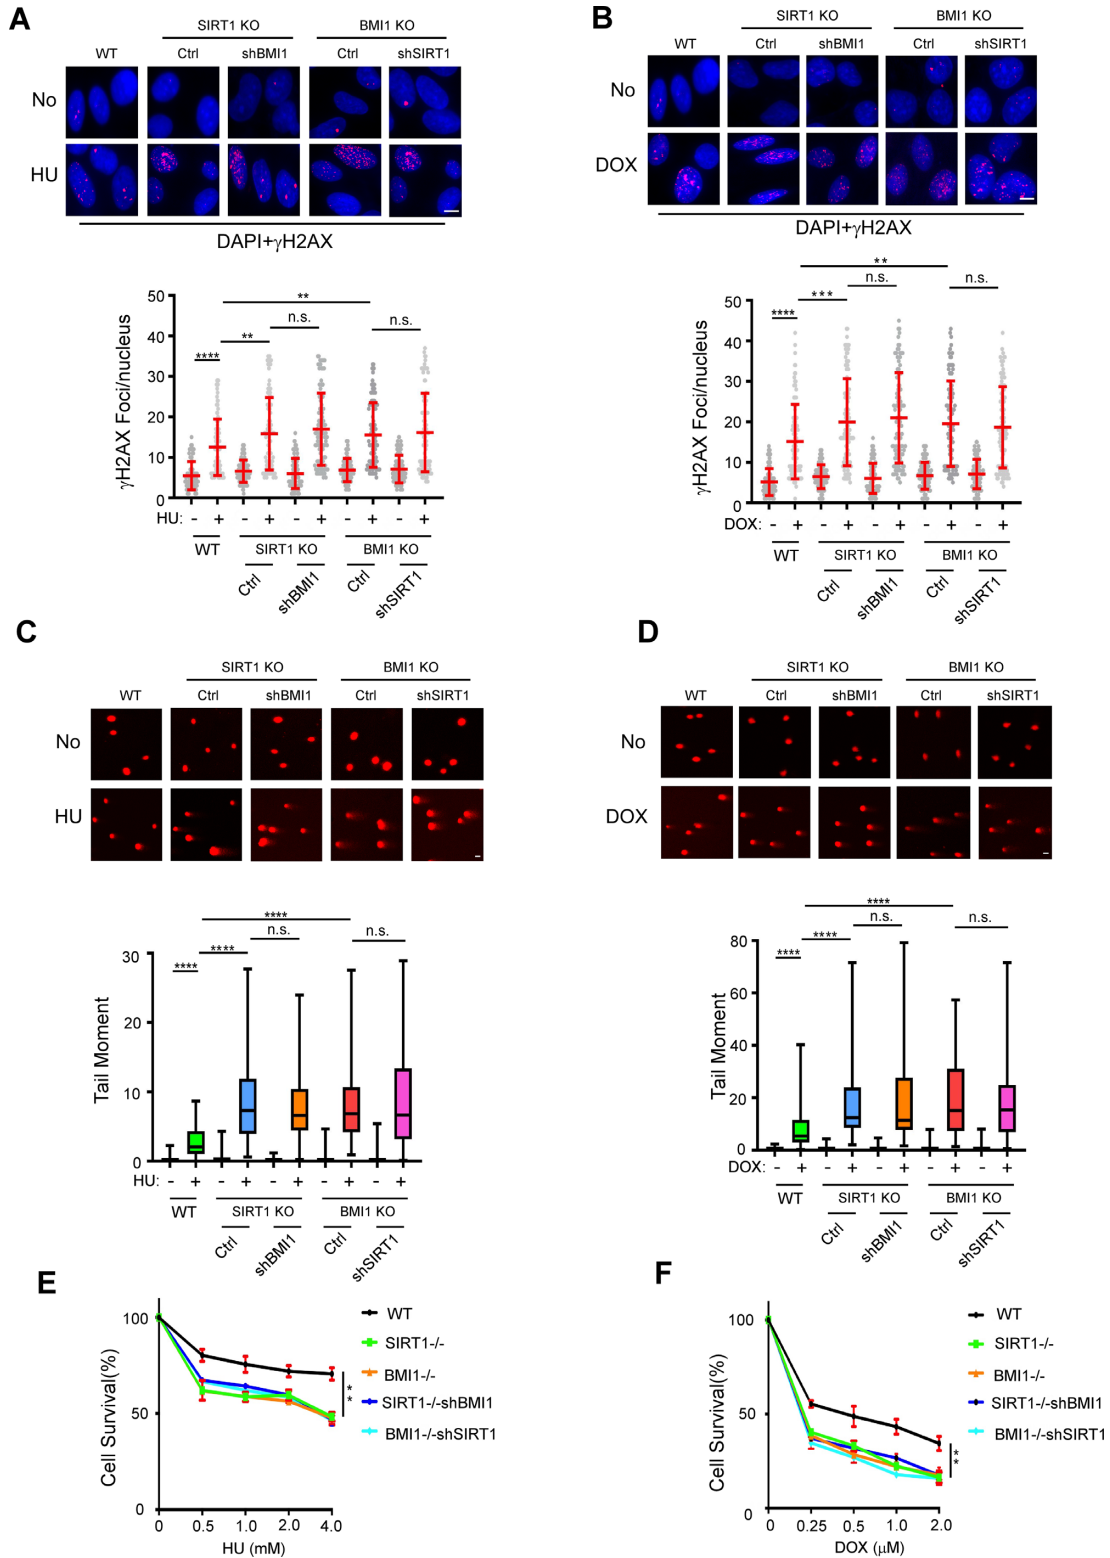 A
SIRT1 KO
BMI1 KO
WT
Ctrl
shBMI1
Ctrl
shSIRT1
No
HU
DAPI+γH2AX
γH2AX Foci/nucleus
50
40
30
20
10
0
****
**
**
n.s.
n.s.
HU: - + - + - + - + - +
WT
SIRT1 KO
BMI1 KO
Ctrl
shBMI1
Ctrl
shSIRT1
B
SIRT1 KO
BMI1 KO
WT
Ctrl
shBMI1
Ctrl
shSIRT1
No
DOX
DAPI+γH2AX
γH2AX Foci/nucleus
50
40
30
20
10
0
****
***
**
n.s.
n.s.
DOX: - + - + - + - + - +
WT
SIRT1 KO
BMI1 KO
Ctrl
shBMI1
Ctrl
shSIRT1
C
SIRT1 KO
BMI1 KO
WT
Ctrl
shBMI1
Ctrl
shSIRT1
No
HU
Tail Moment
30
20
10
0
****
****
****
n.s.
n.s.
HU: - + - + - + - + - +
WT
SIRT1 KO
BMI1 KO
Ctrl
shBMI1
Ctrl
shSIRT1
D
SIRT1 KO
BMI1 KO
WT
Ctrl
shBMI1
Ctrl
shSIRT1
No
DOX
Tail Moment
80
60
40
20
0
****
****
****
n.s.
n.s.
DOX: - + - + - + - + - +
WT
SIRT1 KO
BMI1 KO
Ctrl
shBMI1
Ctrl
shSIRT1
E
Cell Survival(%)
100
50
0
0 0.5 1.0 2.0 4.0
HU (mM)
**
WT
SIRT1-/-
BMI1-/-
SIRT1-/-shBMI1
BMI1-/-shSIRT1
F
Cell Survival(%)
100
50
0
0 0.25 0.5 1.0 2.0
DOX (μM)
**
WT
SIRT1-/-
BMI1-/-
SIRT1-/-shBMI1
BMI1-/-shSIRT1